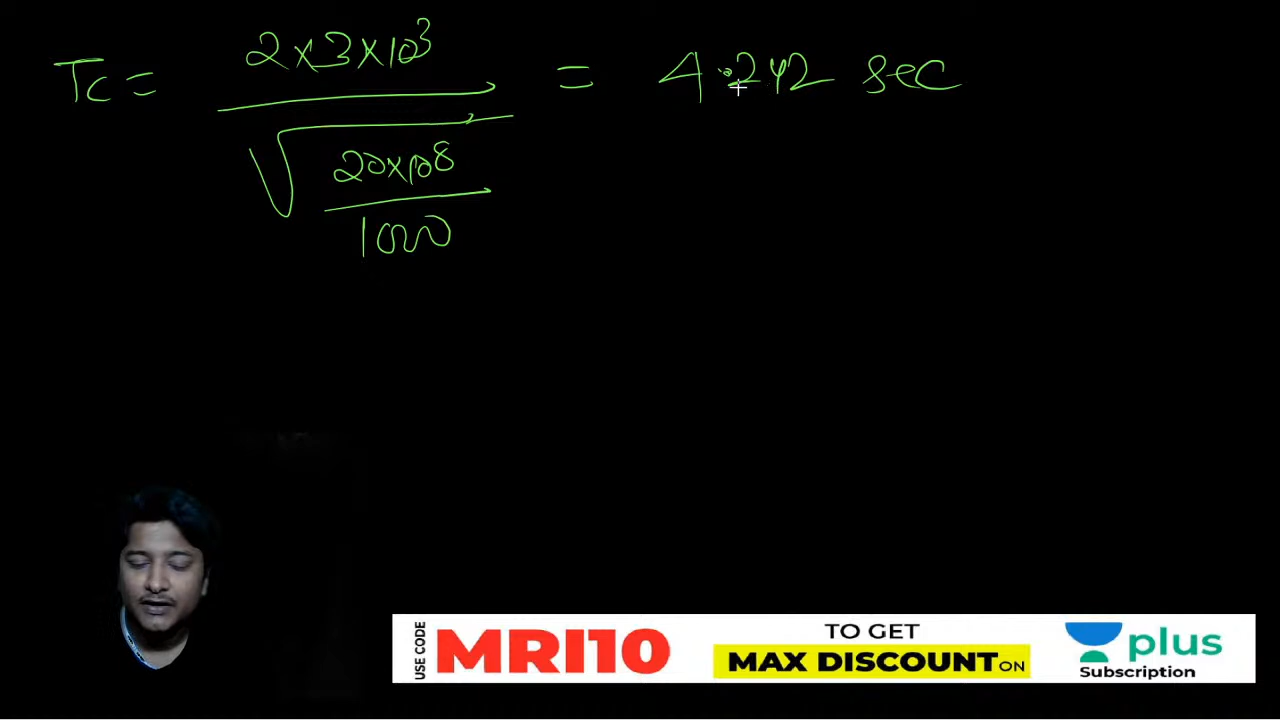 Tc = 2×3×10³ / √(20×10⁸ / 1000) = 4.242 sec
USE CODE MRI10
TO GET
MAX DISCOUNT ON
plus
Subscription